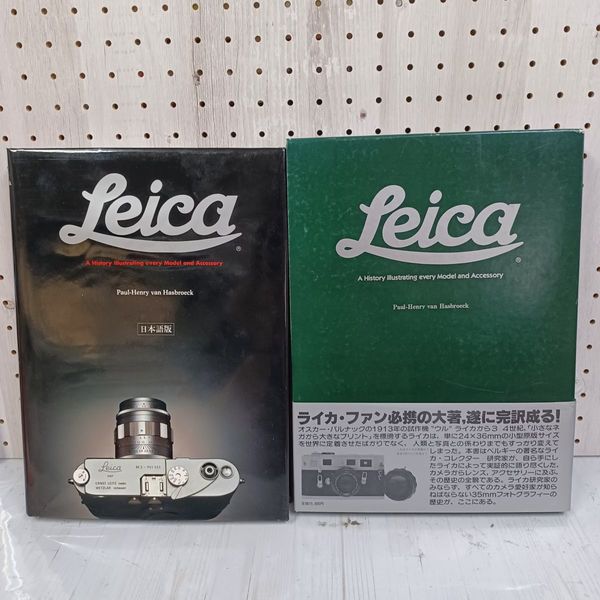 Leica
®
A History Illustrating every Model and Accessory
Paul-Henry van Hasbroeck
日本語版
Leica
ERNST LEITZ GMBH
WETZLAR GERMANY
Leica
®
A History Illustrating every Model and Accessory
Paul-Henry van Hasbroeck
ライカ・ファン必携の大著,遂に完訳成る!
オスカー・バルナックの1913年の試作機“ウル”ライカから3/4世紀。“小さなネ
ガから大きなプリント”を標榜するライカは、単に24×36mmの小型原版サイズ
を世界に定着させたばかりでなく、人類と写真との係わりまでもすっかり変えて
しまった。本書はベルギーの著名なライ
カ・コレクター 研究家が、自ら手にし
たライカによって実証的に語り尽くした、
カメラからレンズ、アクセサリーに及ぶ、
その歴史の全貌である。ライカ研究家の
みならず、すべてのカメラ愛好家が知ら
ねばならない35mmフォトグラフィーの
歴史が、ここにある。